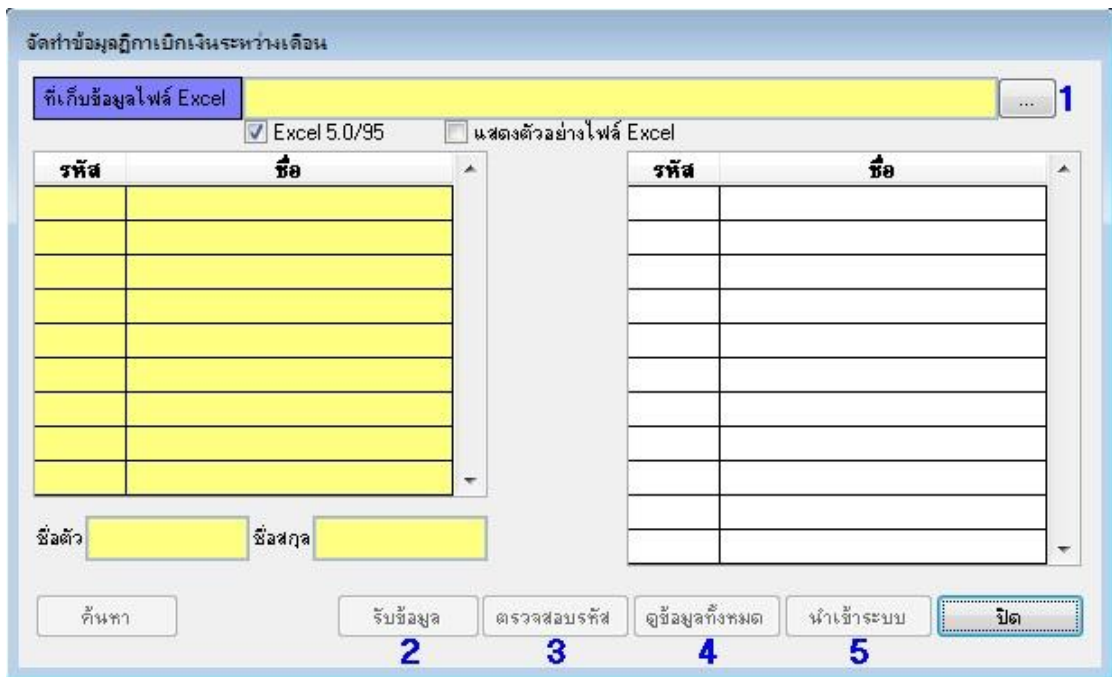 จัดทำข้อมูลฎีกาเบิกเงินระหว่างเดือน
ที่เก็บข้อมูลไฟล์ Excel ... 1
Excel 5.0/95 แสดงตัวอย่างไฟล์ Excel
รหัส ชื่อ รหัส ชื่อ
ชื่อตัว ชื่อสกุล
ค้นหา รับข้อมูล ตรวจสอบรหัส ดูข้อมูลทั้งหมด นำเข้าระบบ ปิด
2 3 4 5